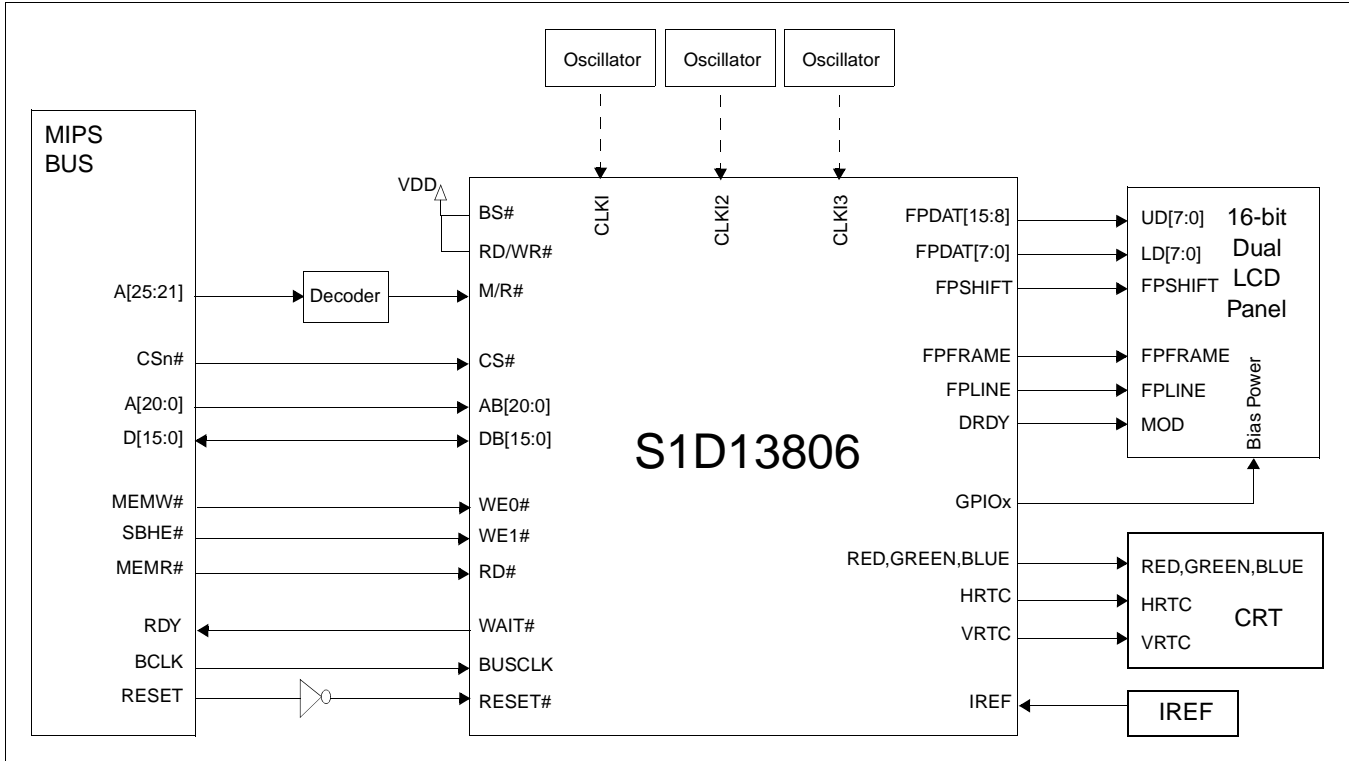 Oscillator
Oscillator
Oscillator
MIPS
BUS
VDD
BS#
CLKI
CLKI2
CLKI3
FPDAT[15:8]
UD[7:0]
16-bit
Dual
LCD
Panel
RD/WR#
FPDAT[7:0]
LD[7:0]
A[25:21]
Decoder
M/R#
FPSHIFT
FPSHIFT
CSn#
CS#
FPFRAME
FPFRAME
Bias Power
FPLINE
FPLINE
A[20:0]
AB[20:0]
DRDY
MOD
D[15:0]
DB[15:0]
S1D13806
MEMW#
WE0#
GPIOx
SBHE#
WE1#
MEMR#
RD#
RED,GREEN,BLUE
RED,GREEN,BLUE
HRTC
HRTC
CRT
RDY
WAIT#
VRTC
VRTC
BCLK
BUSCLK
RESET
RESET#
IREF
IREF